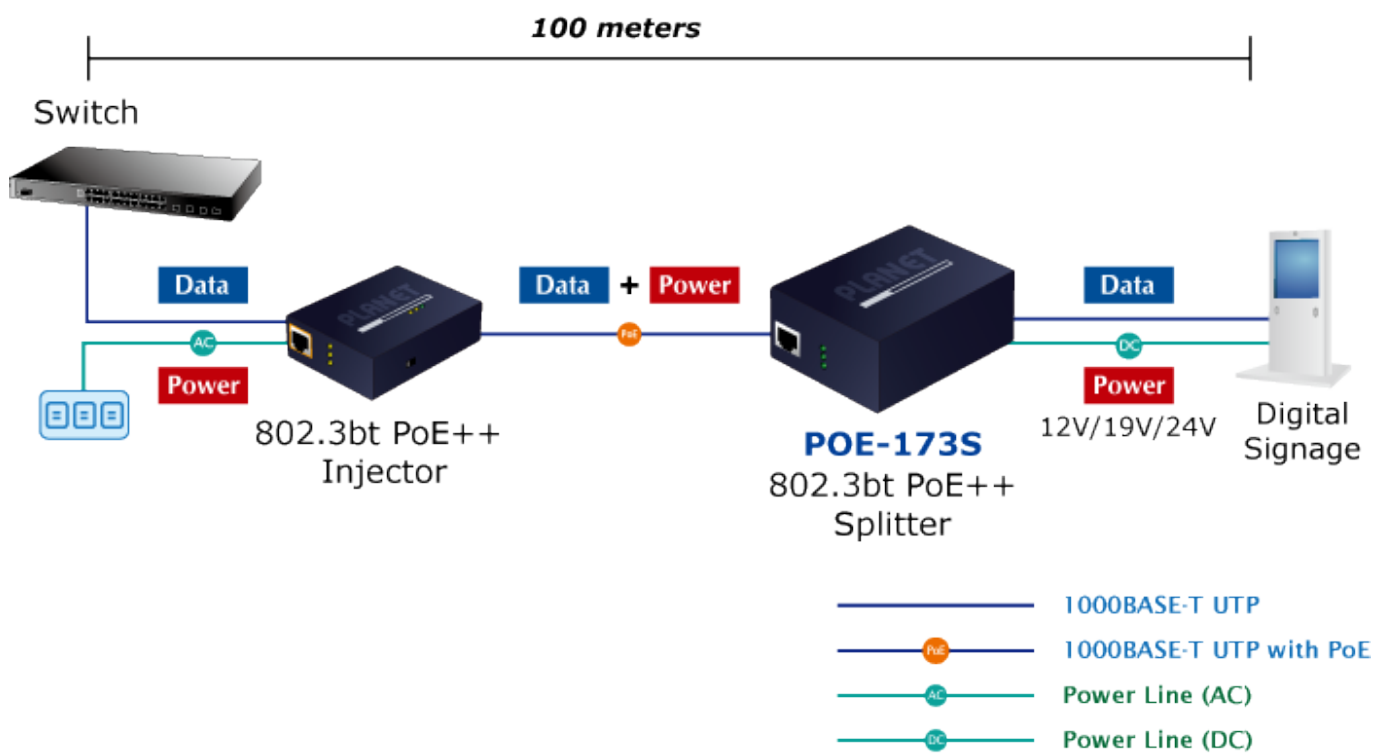 100 meters
Switch
Data
Data + Power
Data
AC
PoE
DC
Power
Power
12V/19V/24V
PLANET
PLANET
802.3bt PoE++
Injector
POE-173S
802.3bt PoE++
Splitter
Digital
Signage
1000BASE-T UTP
PoE
1000BASE-T UTP with PoE
AC
Power Line (AC)
DC
Power Line (DC)